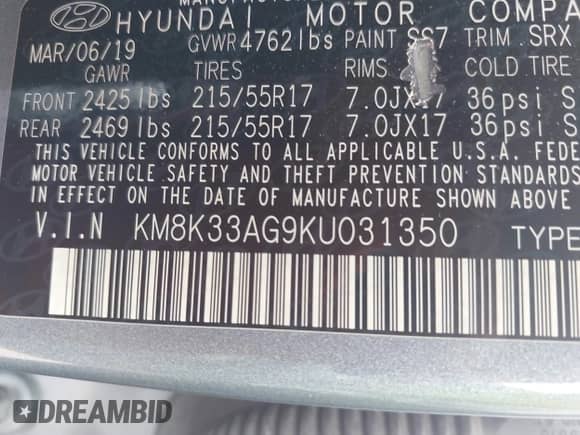 HYUNDAI MOTOR COMPA
MAR/06/19 GVWR 4762 lbs PAINT SS7 TRIM SRX
GAWR TIRES RIMS COLD TIRE
FRONT 2425 lbs 215/55R17 7.0JX17 36psi S
REAR 2469 lbs 215/55R17 7.0JX17 36psi S
THIS VEHICLE CONFORMS TO ALL APPLICABLE U.S.A. FEDE
MOTOR VEHICLE SAFETY AND THEFT PREVENTION STANDARDS
IN EFFECT ON THE DATE OF MANUFACTURE SHOWN ABOVE
V.I.N KM8K33AG9KU031350 TYPE
DREAMBID